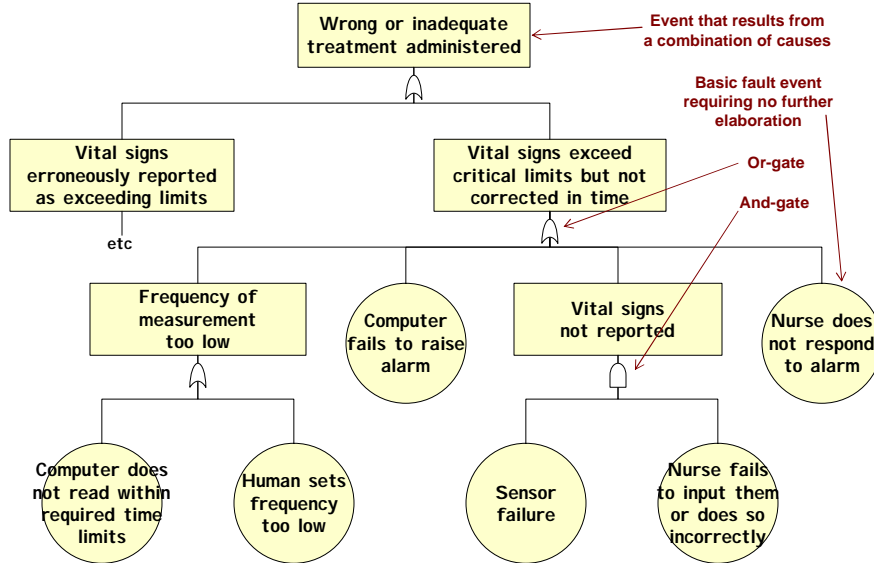 Wrong or inadequate
treatment administered
Event that results from
a combination of causes
Basic fault event
requiring no further
elaboration
Vital signs
erroneously reported
as exceeding limits
Vital signs exceed
critical limits but not
corrected in time
Or-gate
And-gate
etc
Frequency of
measurement
too low
Computer
fails to raise
alarm
Vital signs
not reported
Nurse does
not respond
to alarm
Computer does
not read within
required time
limits
Human sets
frequency
too low
Sensor
failure
Nurse fails
to input them
or does so
incorrectly